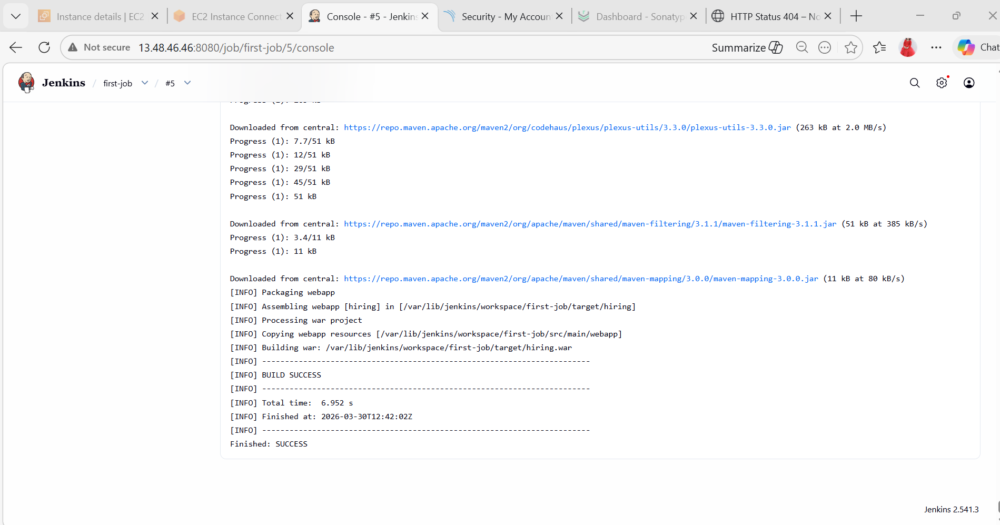 Instance details | EC2
EC2 Instance Connect
Console - #5 - Jenkins
Security - My Accoun
Dashboard - Sonatyp
HTTP Status 404 – No
Not secure 13.48.46.46:8080/job/first-job/5/console
Summarize
Chat
Jenkins / first-job / #5
Downloaded from central: https://repo.maven.apache.org/maven2/org/codehaus/plexus/plexus-utils/3.3.0/plexus-utils-3.3.0.jar (263 kB at 2.0 MB/s)
Progress (1): 7.7/51 kB
Progress (1): 12/51 kB
Progress (1): 29/51 kB
Progress (1): 45/51 kB
Progress (1): 51 kB
Downloaded from central: https://repo.maven.apache.org/maven2/org/apache/maven/shared/maven-filtering/3.1.1/maven-filtering-3.1.1.jar (51 kB at 385 kB/s)
Progress (1): 3.4/11 kB
Progress (1): 11 kB
Downloaded from central: https://repo.maven.apache.org/maven2/org/apache/maven/shared/maven-mapping/3.0.0/maven-mapping-3.0.0.jar (11 kB at 80 kB/s)
[INFO] Packaging webapp
[INFO] Assembling webapp [hiring] in [/var/lib/jenkins/workspace/first-job/target/hiring]
[INFO] Processing war project
[INFO] Copying webapp resources [/var/lib/jenkins/workspace/first-job/src/main/webapp]
[INFO] Building war: /var/lib/jenkins/workspace/first-job/target/hiring.war
[INFO] ------------------------------------------------------------------------
[INFO] BUILD SUCCESS
[INFO] ------------------------------------------------------------------------
[INFO] Total time:  6.952 s
[INFO] Finished at: 2026-03-30T12:42:02Z
[INFO] ------------------------------------------------------------------------
Finished: SUCCESS
Jenkins 2.541.3